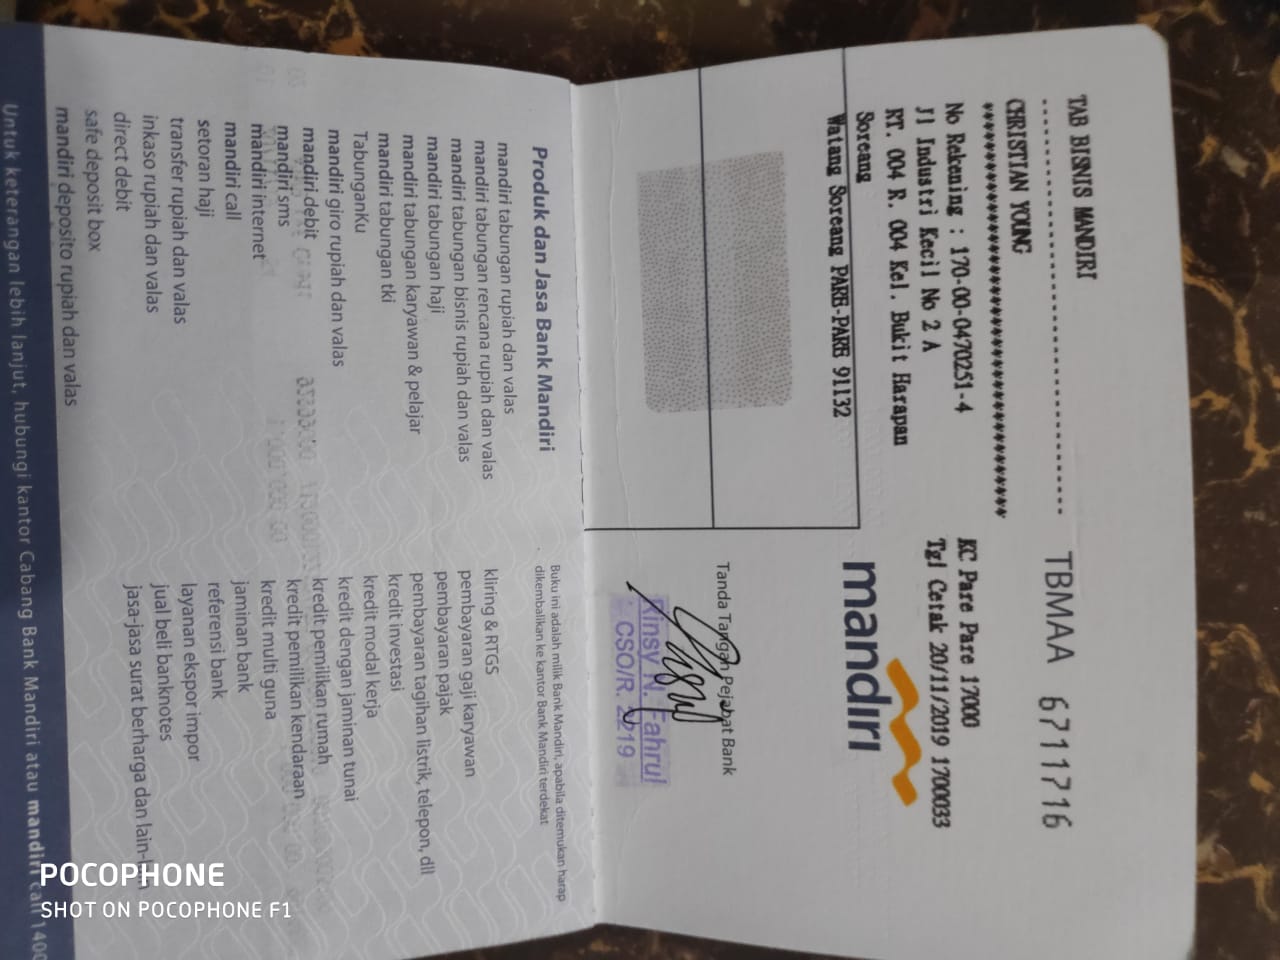 TAB BISNIS MANDIRI
TBMAA 6711716
CHRISTIAN YOUNG
No Rekening : 170-00-0470251-4
KC Pare Pare 17000
Jl Industri Kecil No 2 A
Tgl Cetak 20/11/2019 1700033
RT. 004 R. 004 Kel. Bukit Harapan
Soreang
Watang Soreang PARE-PARE 91132
mandırı
Tanda Tangan Pejabat Bank
Rinsy N. Fahrul
CSO/R. 2219
Buku ini adalah milik Bank Mandiri, apabila ditemukan harap
dikembalikan ke kantor Bank Mandiri terdekat
Produk dan Jasa Bank Mandiri
mandiri tabungan rupiah dan valas
mandiri tabungan rencana rupiah dan valas
mandiri tabungan bisnis rupiah dan valas
mandiri tabungan haji
mandiri tabungan karyawan & pelajar
mandiri tabungan tki
TabunganKu
mandiri giro rupiah dan valas
mandiri debit
mandiri sms
mandiri internet
mandiri call
setoran haji
transfer rupiah dan valas
inkaso rupiah dan valas
direct debit
safe deposit box
mandiri deposito rupiah dan valas
kliring & RTGS
pembayaran gaji karyawan
pembayaran pajak
pembayaran tagihan listrik, telepon, dll
kredit investasi
kredit modal kerja
kredit dengan jaminan tunai
kredit pemilikan rumah
kredit pemilikan kendaraan
kredit multi guna
jaminan bank
referensi bank
layanan ekspor impor
jual beli banknotes
jasa-jasa surat berharga dan
Untuk keterangan lebih lanjut, hubungi kantor Cabang Bank Mandiri atau mandiri call 1400
POCOPHONE
SHOT ON POCOPHONE F1